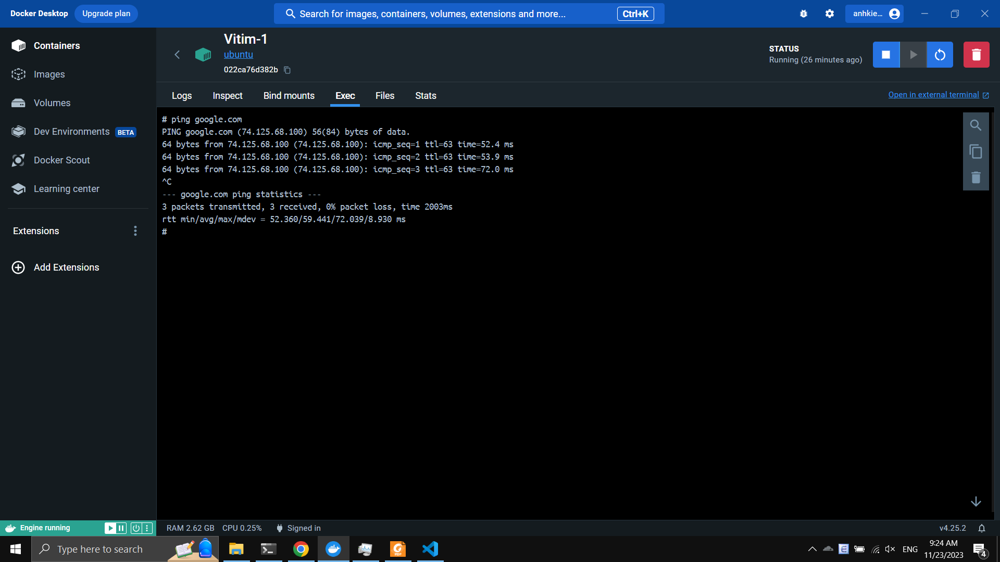 Docker Desktop
Upgrade plan
Search for images, containers, volumes, extensions and more...
Ctrl+K
anhkie...
Containers
Images
Volumes
Dev Environments BETA
Docker Scout
Learning center
Extensions
Add Extensions
Vitim-1
ubuntu
022ca76d382b
STATUS
Running (26 minutes ago)
Logs Inspect Bind mounts Exec Files Stats
Open in external terminal
# ping google.com
PING google.com (74.125.68.100) 56(84) bytes of data.
64 bytes from 74.125.68.100 (74.125.68.100): icmp_seq=1 ttl=63 time=52.4 ms
64 bytes from 74.125.68.100 (74.125.68.100): icmp_seq=2 ttl=63 time=53.9 ms
64 bytes from 74.125.68.100 (74.125.68.100): icmp_seq=3 ttl=63 time=72.0 ms
^C
--- google.com ping statistics ---
3 packets transmitted, 3 received, 0% packet loss, time 2003ms
rtt min/avg/max/mdev = 52.360/59.441/72.039/8.930 ms
#
Engine running
RAM 2.62 GB CPU 0.25% Signed in
v4.25.2
Type here to search
PDF
E
ENG
9:24 AM
11/23/2023
4